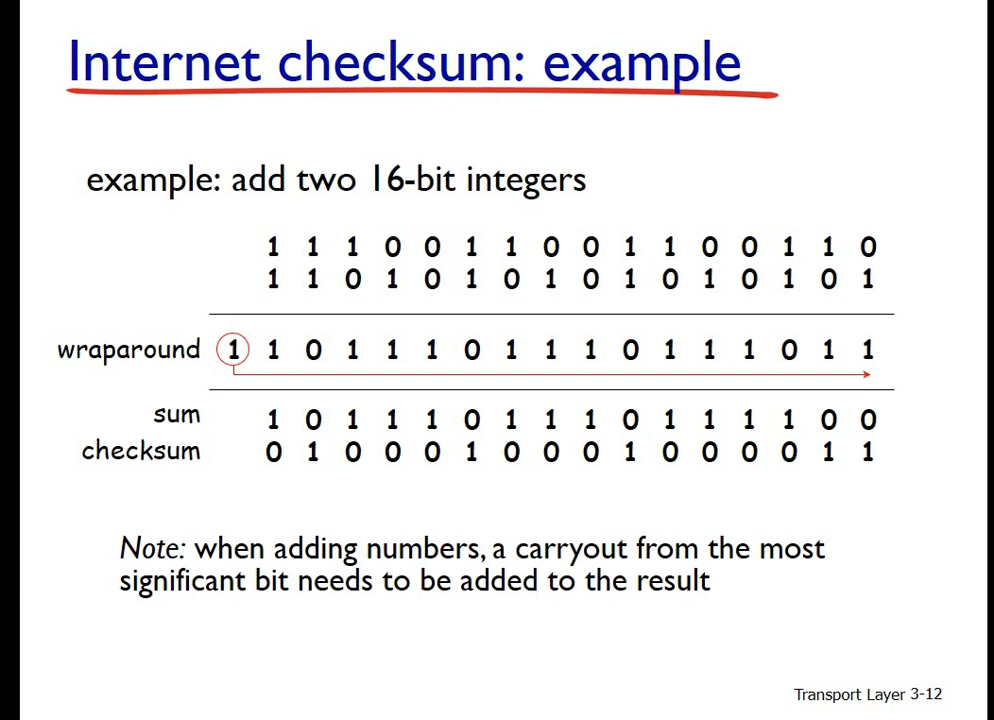 Internet checksum: example
example: add two 16-bit integers
1 1 1 0 0 1 1 0 0 1 1 0 0 1 1 0
1 1 0 1 0 1 0 1 0 1 0 1 0 1 0 1
wraparound 1 1 0 1 1 1 0 1 1 1 0 1 1 1 0 1 1
sum 1 0 1 1 1 0 1 1 1 0 1 1 1 1 0 0
checksum 0 1 0 0 0 1 0 0 0 1 0 0 0 0 1 1
Note: when adding numbers, a carryout from the most
significant bit needs to be added to the result
Transport Layer 3-12